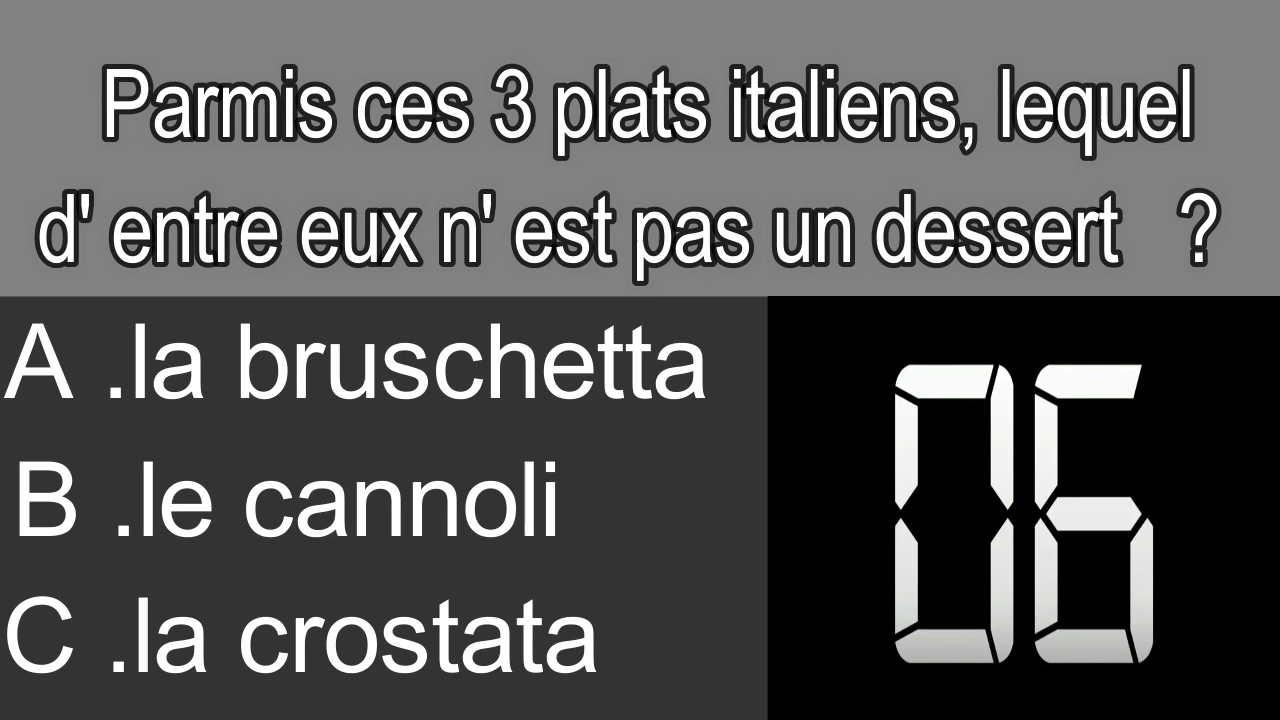 Parmis ces 3 plats italiens, lequel
d' entre eux n' est pas un dessert ?
A .la bruschetta
B .le cannoli
C .la crostata
06